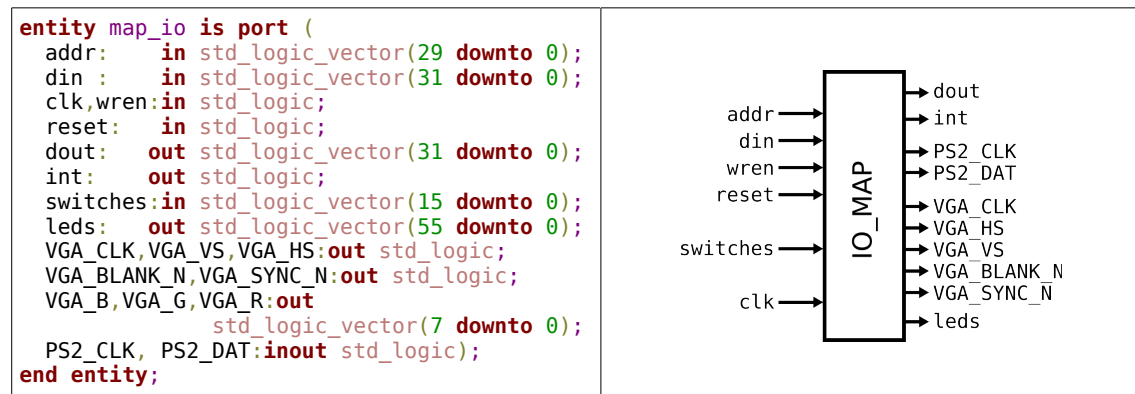 entity map_io is port (
addr: in std_logic_vector(29 downto 0);
din : in std_logic_vector(31 downto 0);
clk,wren:in std_logic;
reset: in std_logic;
dout: out std_logic_vector(31 downto 0);
int: out std_logic;
switches:in std_logic_vector(15 downto 0);
leds: out std_logic_vector(55 downto 0);
VGA_CLK,VGA_VS,VGA_HS:out std_logic;
VGA_BLANK_N,VGA_SYNC_N:out std_logic;
VGA_B,VGA_G,VGA_R:out
std_logic_vector(7 downto 0);
PS2_CLK, PS2_DAT:inout std_logic);
end entity;
addr
din
wren
reset
switches
clk
IO_MAP
dout
int
PS2_CLK
PS2_DAT
VGA_CLK
VGA_HS
VGA_VS
VGA_BLANK_N
VGA_SYNC_N
leds